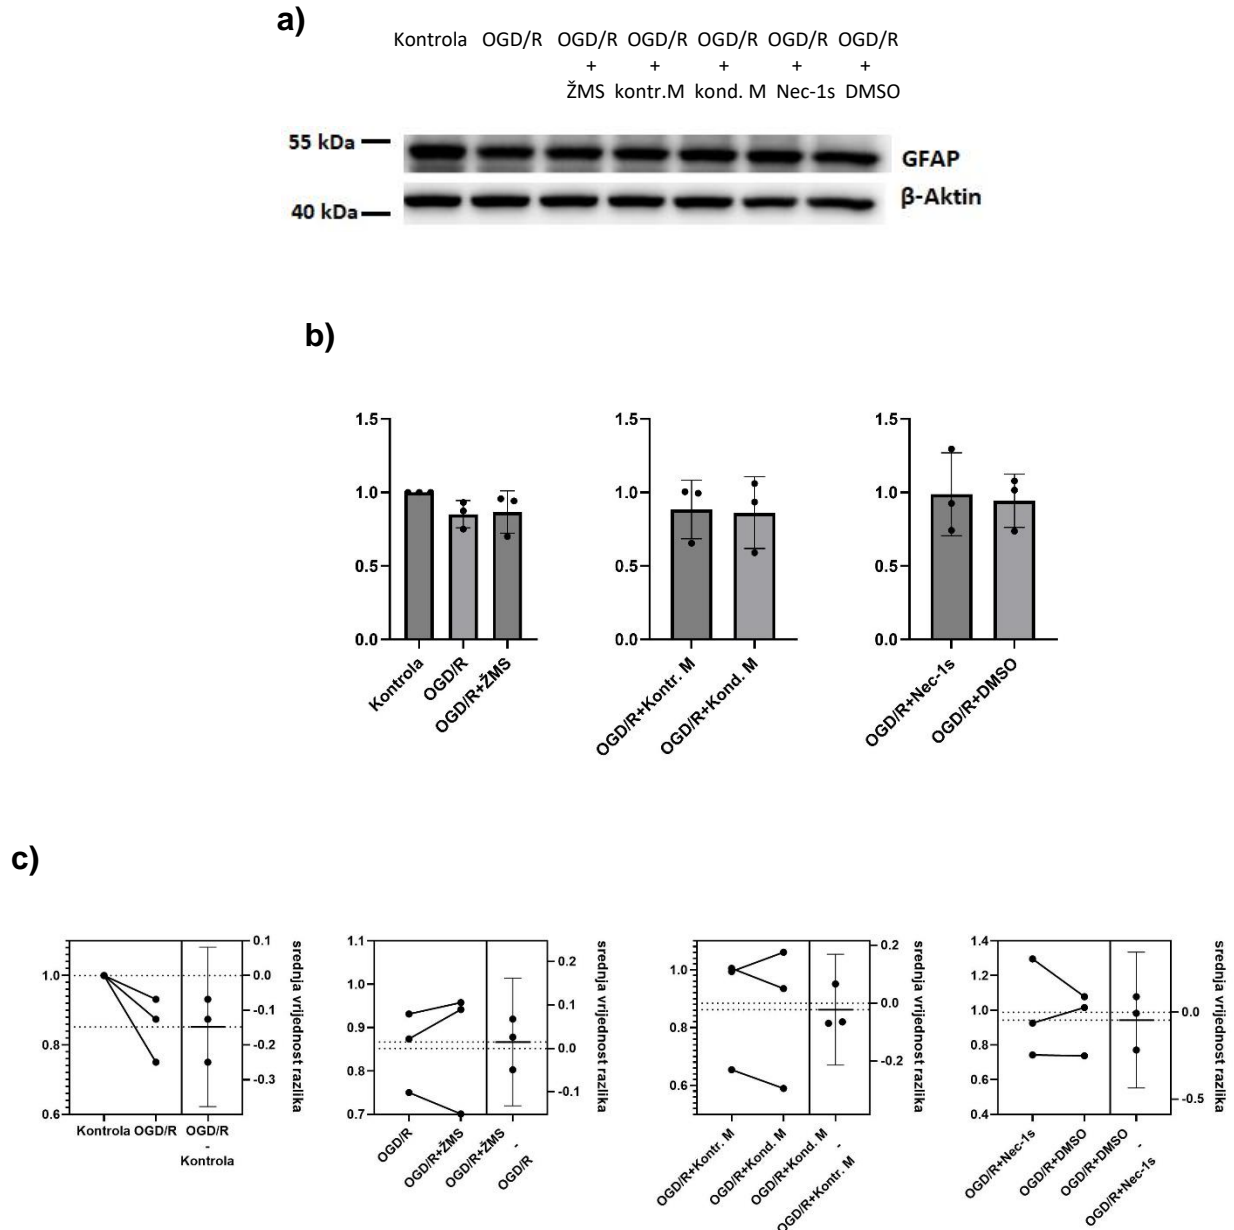 a)
Kontrola OGD/R OGD/R OGD/R OGD/R OGD/R OGD/R
+ + + + +
ŽMS kontr.M kond. M Nec-1s DMSO
55 kDa
GFAP
β-Aktin
40 kDa
b)
1.5
1.0
0.5
0.0
Kontrola
OGD/R
OGD/R+ŽMS
1.5
1.0
0.5
0.0
OGD/R+Kontr. M
OGD/R+Kond. M
1.5
1.0
0.5
0.0
OGD/R+Nec-1s
OGD/R+DMSO
c)
1.0
0.8
0.6
0.1
0.0
-0.1
-0.2
-0.3
srednja vrijednost razlika
Kontrola OGD/R OGD/R
-
Kontrola
1.1
1.0
0.9
0.8
0.7
0.2
0.1
0.0
-0.1
srednja vrijednost razlika
OGD/R
OGD/R+ŽMS
OGD/R+ŽMS
-
OGD/R
1.0
0.8
0.6
0.2
0.0
-0.2
srednja vrijednost razlika
OGD/R+Kontr. M
OGD/R+Kond. M
OGD/R+Kond. M
-
OGD/R+Kontr. M
1.4
1.2
1.0
0.8
0.6
0.4
0.0
-0.5
srednja vrijednost razlika
OGD/R+Nec-1s
OGD/R+DMSO
OGD/R+DMSO
-
OGD/R+Nec-1s